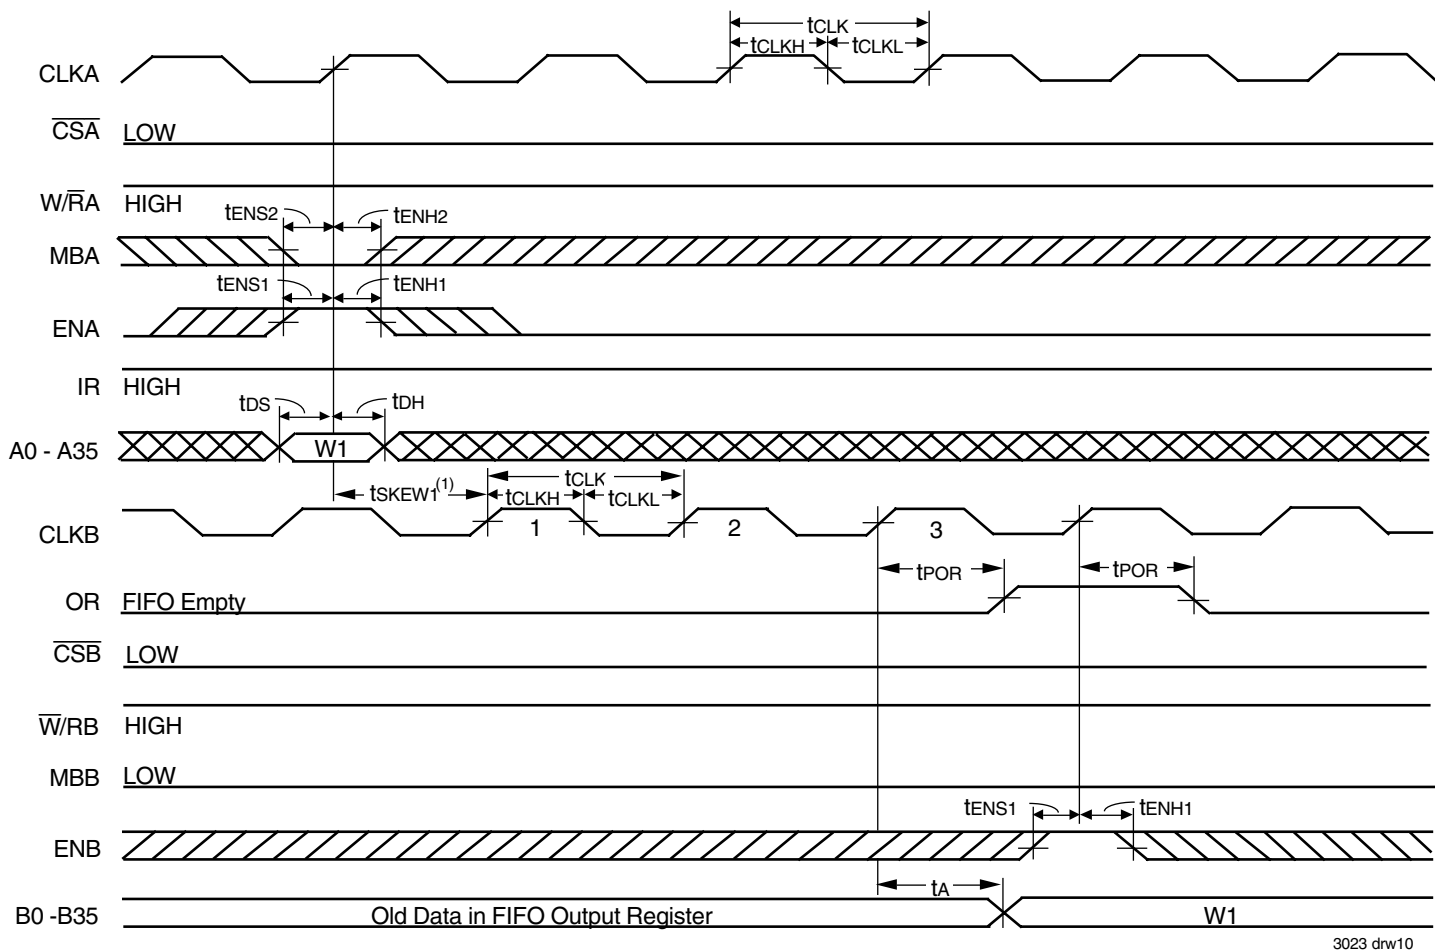 tCLK
tCLKH tCLKL
CLKA
CSA LOW
W/RA HIGH
tENS2 tENH2
MBA
tENS1 tENH1
ENA
IR HIGH
tDS tDH
A0 - A35 W1
tSKEW1(1) tCLK
tCLKH tCLKL
CLKB 1 2 3
tPOR tPOR
OR FIFO Empty
CSB LOW
W/RB HIGH
MBB LOW
tENS1 tENH1
ENB
tA
B0 -B35 Old Data in FIFO Output Register W1
3023 drw10